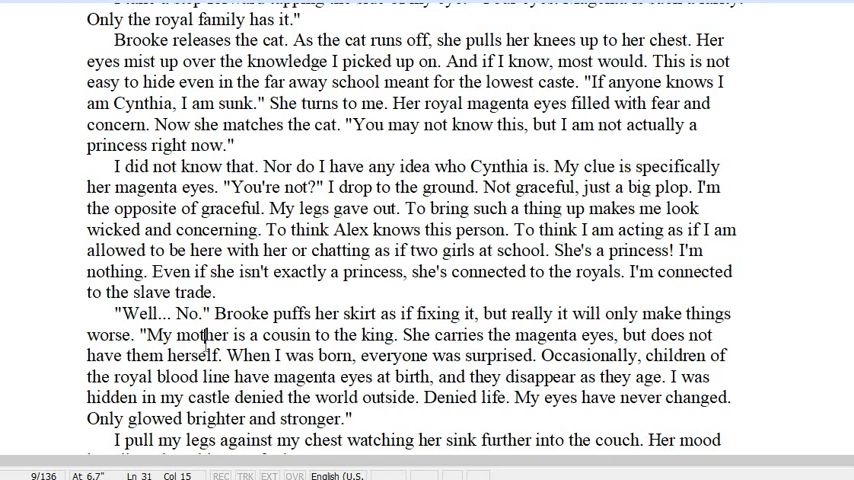 Only the royal family has it."
Brooke releases the cat. As the cat runs off, she pulls her knees up to her chest. Her
eyes mist up over the knowledge I picked up on. And if I know, most would. This is not
easy to hide even in the far away school meant for the lowest caste. "If anyone knows I
am Cynthia, I am sunk." She turns to me. Her royal magenta eyes filled with fear and
concern. Now she matches the cat. "You may not know this, but I am not actually a
princess right now."
I did not know that. Nor do I have any idea who Cynthia is. My clue is specifically
her magenta eyes. "You're not?" I drop to the ground. Not graceful, just a big plop. I'm
the opposite of graceful. My legs gave out. To bring such a thing up makes me look
wicked and concerning. To think Alex knows this person. To think I am acting as if I am
allowed to be here with her or chatting as if two girls at school. She's a princess! I'm
nothing. Even if she isn't exactly a princess, she's connected to the royals. I'm connected
to the slave trade.
"Well... No." Brooke puffs her skirt as if fixing it, but really it will only make things
worse. "My mother is a cousin to the king. She carries the magenta eyes, but does not
have them herself. When I was born, everyone was surprised. Occasionally, children of
the royal blood line have magenta eyes at birth, and they disappear as they age. I was
hidden in my castle denied the world outside. Denied life. My eyes have never changed.
Only glowed brighter and stronger."
I pull my legs against my chest watching her sink further into the couch. Her mood
9/136 At 6.7" Ln 31 Col 15 REC TRK EXT OVR English (U.S.